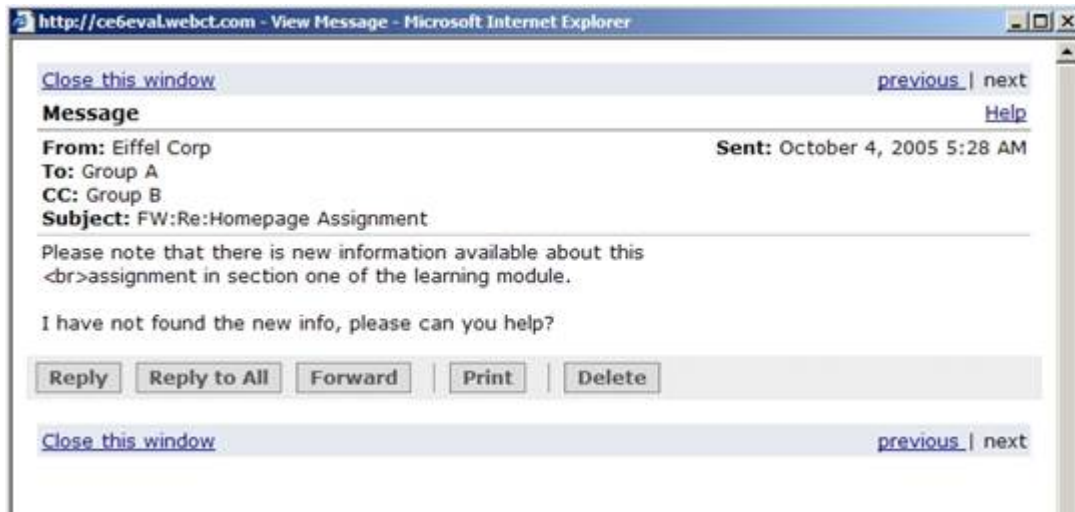 http://ce6eval.webct.com - View Message - Microsoft Internet Explorer
Close this window previous | next
Message Help
From: Eiffel Corp Sent: October 4, 2005 5:28 AM
To: Group A
CC: Group B
Subject: FW:Re:Homepage Assignment
Please note that there is new information available about this
<br>assignment in section one of the learning module.
I have not found the new info, please can you help?
Reply Reply to All Forward | Print | Delete
Close this window previous | next